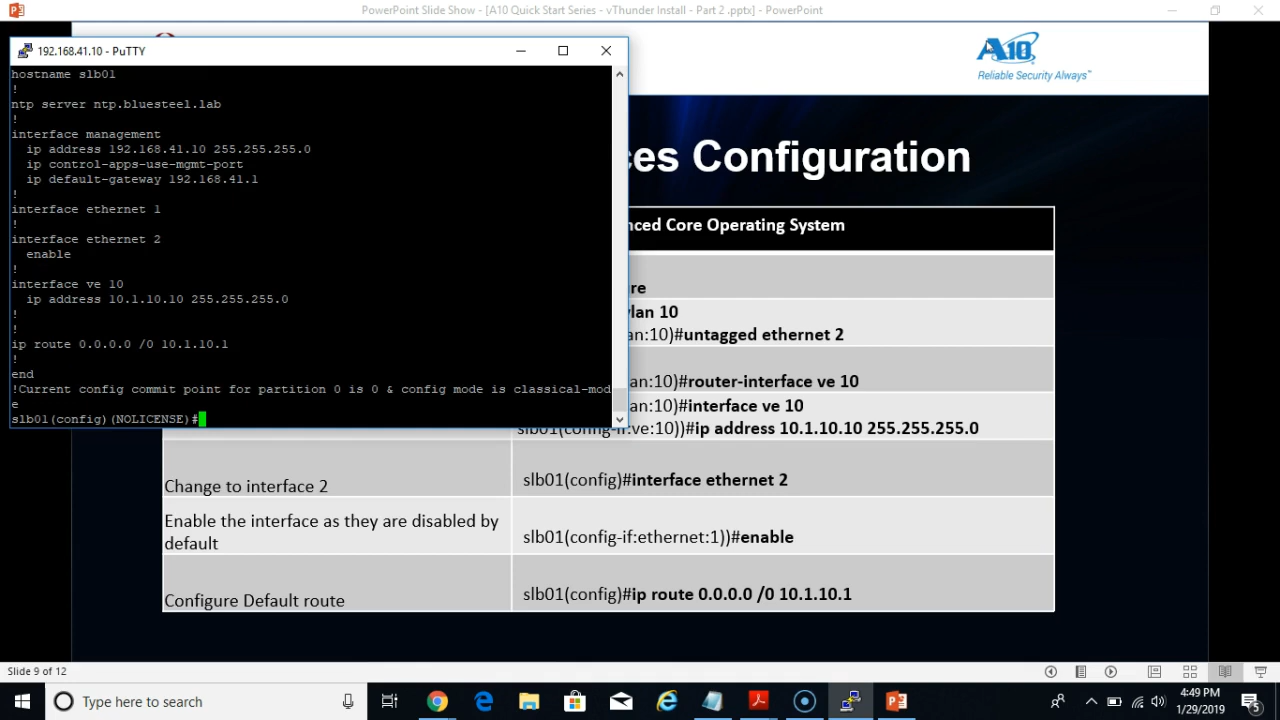 PowerPoint Slide Show - [A10 Quick Start Series - vThunder Install - Part 2 .pptx] - PowerPoint
192.168.41.10 - PuTTY
hostname slb01
!
ntp server ntp.bluesteel.lab
!
interface management
ip address 192.168.41.10 255.255.255.0
ip control-apps-use-mgmt-port
ip default-gateway 192.168.41.1
!
interface ethernet 1
!
interface ethernet 2
enable
!
interface ve 10
ip address 10.1.10.10 255.255.255.0
!
!
ip route 0.0.0.0 /0 10.1.10.1
!
end
!Current config commit point for partition 0 is 0 & config mode is classical-mod
e
slb01(config)(NOLICENSE)#
A10
Reliable Security Always™
ces Configuration
nced Core Operating System
re
lan 10
an:10)#untagged ethernet 2
an:10)#router-interface ve 10
an:10)#interface ve 10
slb01(config-if:ve:10))#ip address 10.1.10.10 255.255.255.0
Change to interface 2
slb01(config)#interface ethernet 2
Enable the interface as they are disabled by
default
slb01(config-if:ethernet:1))#enable
Configure Default route
slb01(config)#ip route 0.0.0.0 /0 10.1.10.1
Slide 9 of 12
Type here to search
4:49 PM
1/29/2019
5